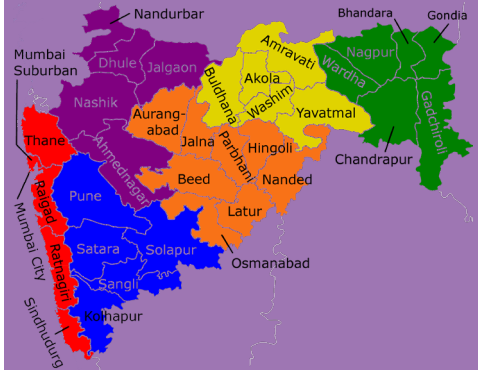 Nandurbar
Bhandara
Gondia
Mumbai
Suburban
Dhule
Jalgaon
Amravati
Nagpur
Wardha
Buldhana
Akola
Nashik
Washim
Yavatmal
Gadchiroli
Aurang-
abad
Thane
Jalna
Parbhani
Hingoli
Chandrapur
Ahmednagar
Beed
Nanded
Raigad
Pune
Latur
Mumbai City
Ratnagiri
Satara
Solapur
Osmanabad
Sangli
Kolhapur
Sindhudurg